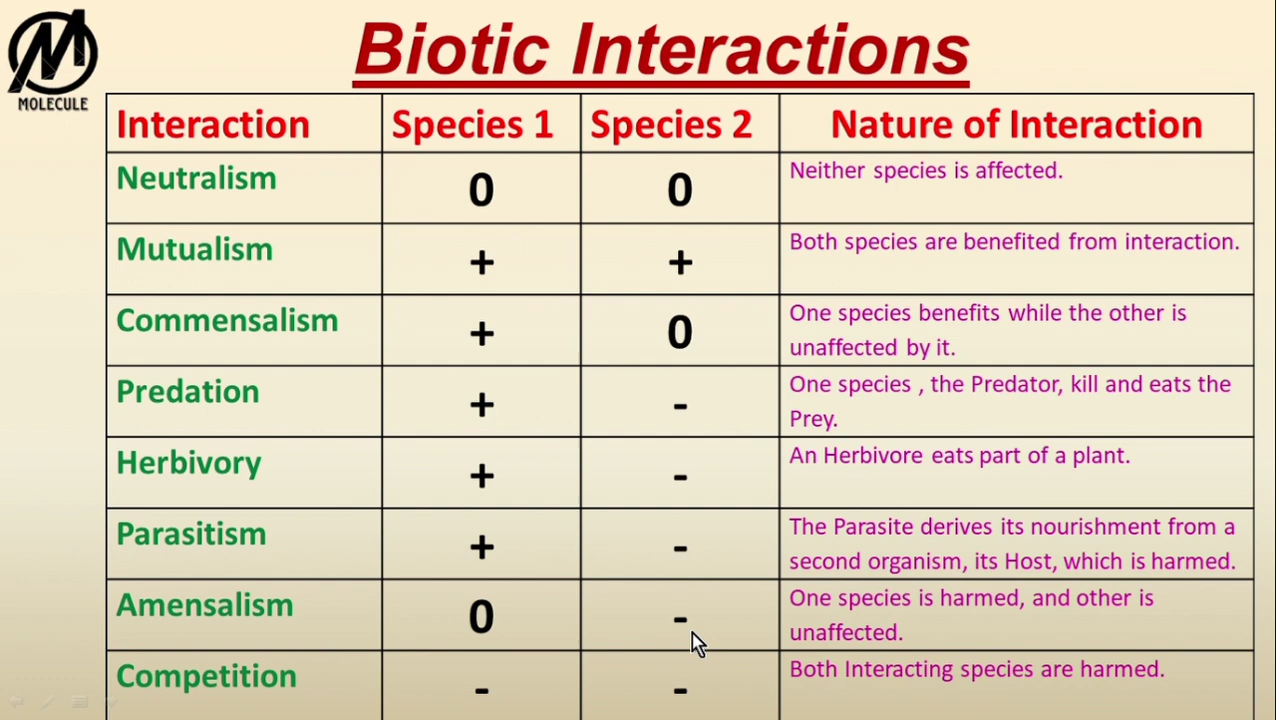 MOLECULE
Biotic Interactions
Interaction Species 1 Species 2 Nature of Interaction
Neutralism 0 0 Neither species is affected.
Mutualism + + Both species are benefited from interaction.
Commensalism + 0 One species benefits while the other is
unaffected by it.
Predation + - One species , the Predator, kill and eats the
Prey.
Herbivory + - An Herbivore eats part of a plant.
Parasitism + - The Parasite derives its nourishment from a
second organism, its Host, which is harmed.
Amensalism 0 - One species is harmed, and other is
unaffected.
Competition - - Both Interacting species are harmed.